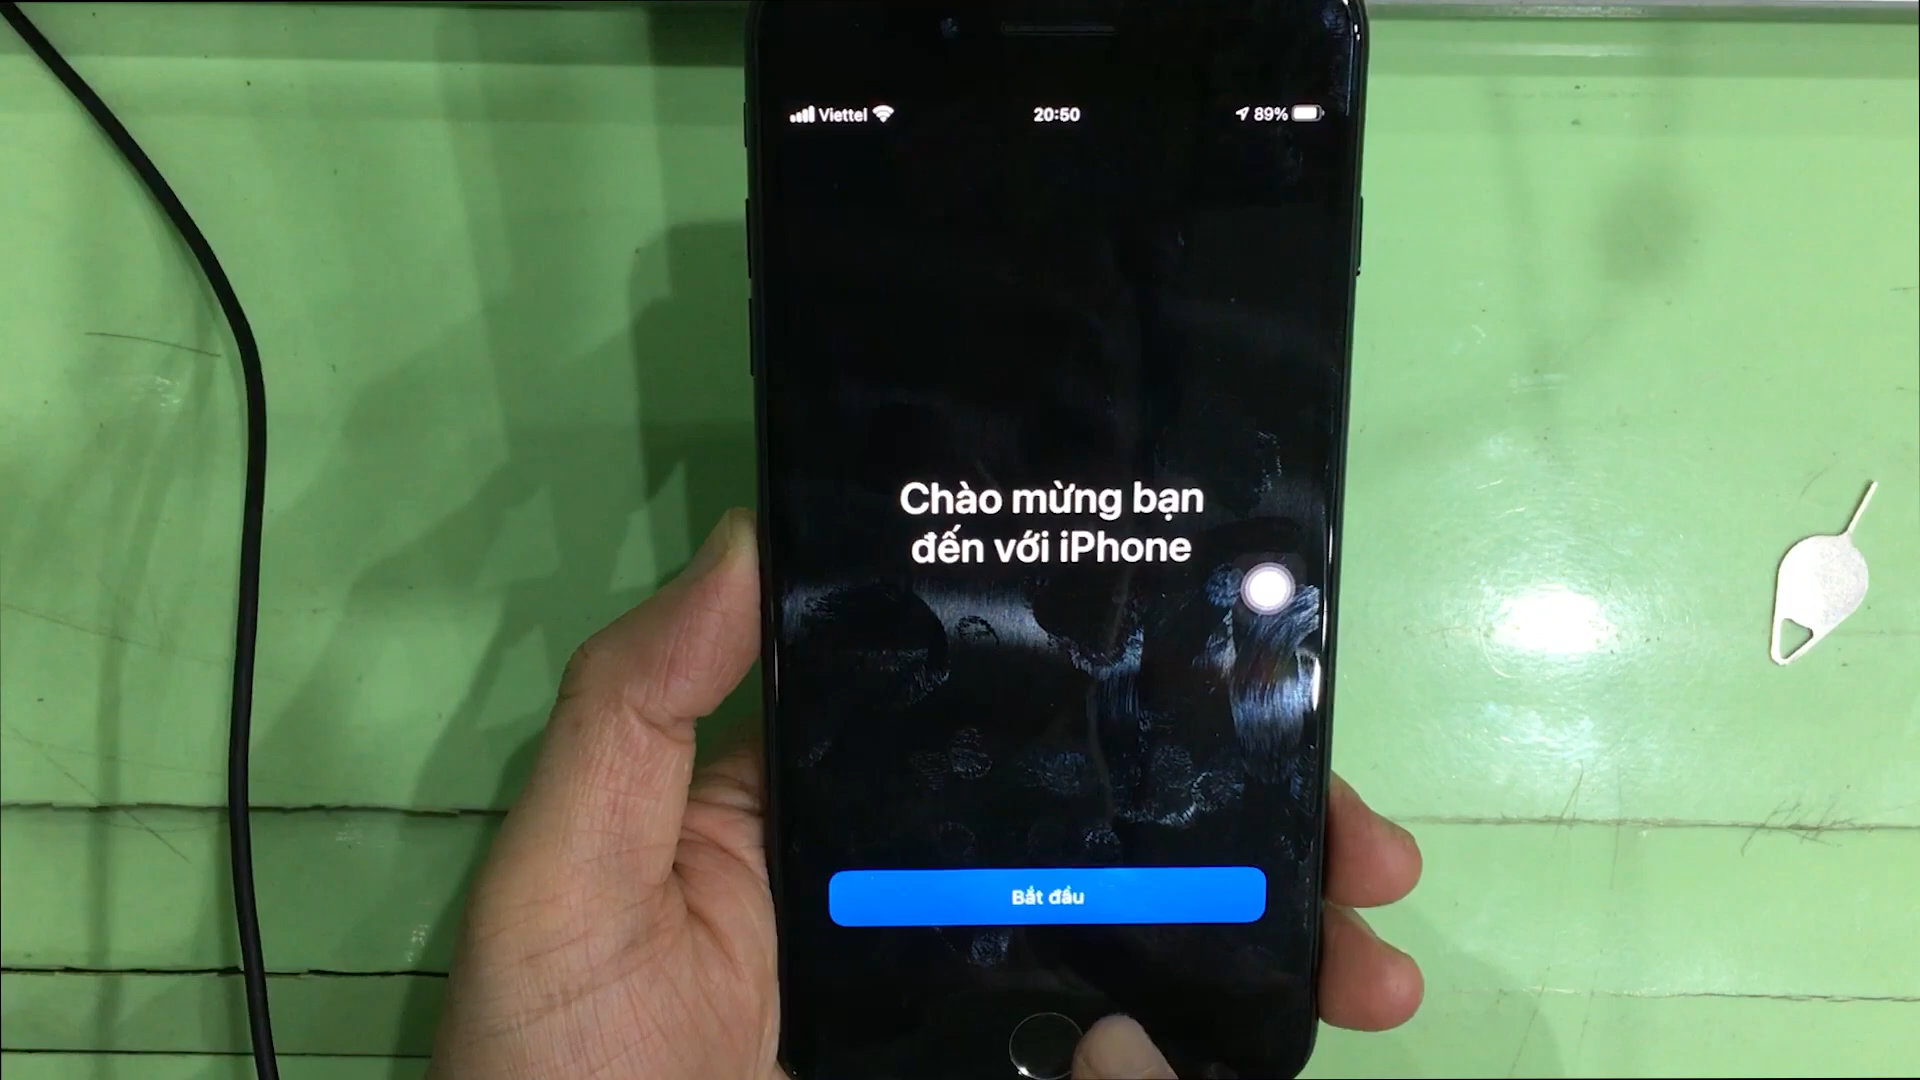 Viettel
20:50
89%
Chào mừng bạn
đến với iPhone
Bắt đầu